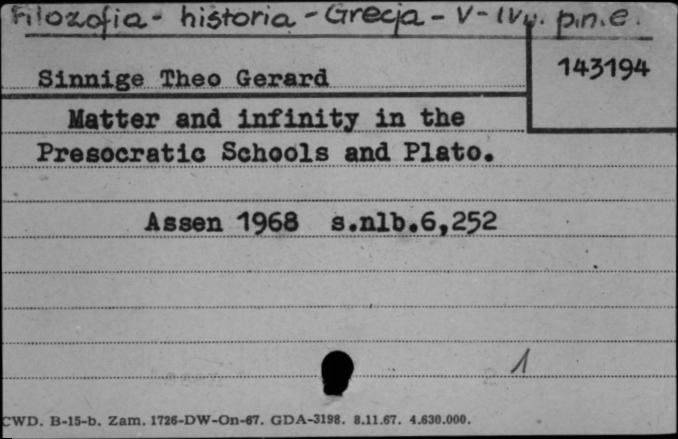 Filozofia - historia - Grecja - V - IV w. p.n.e.
143194
Sinnige Theo Gerard
Matter and infinity in the
Presocratic Schools and Plato.
Assen 1968 s.nlb.6,252
1
CWD. B-15-b. Zam. 1726-DW-On-67. GDA-3198. 8.11.67. 4.630.000.